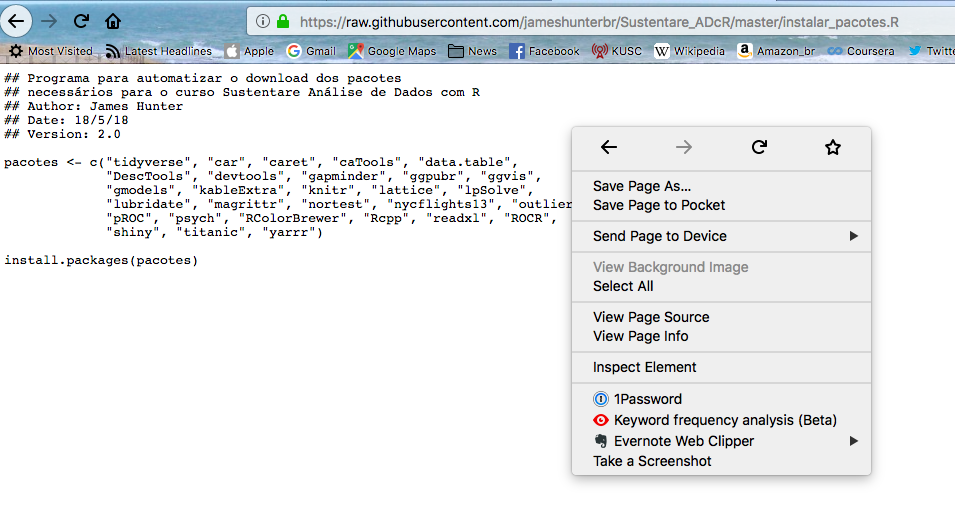 https://raw.githubusercontent.com/jameshunterbr/Sustentare_ADcR/master/instalar_pacotes.R
Most Visited Latest Headlines Apple Gmail Google Maps News Facebook KUSC Wikipedia Amazon_br Coursera
## Programa para automatizar o download dos pacotes
## necessários para o curso Sustentare Análise de Dados com R
## Author: James Hunter
## Date: 18/5/18
## Version: 2.0
pacotes <- c("tidyverse", "car", "caret", "caTools", "data.table",
"DescTools", "devtools", "gapminder", "ggpubr", "ggvis",
"gmodels", "kableExtra", "knitr", "lattice", "lpSolve",
"lubridate", "magrittr", "nortest", "nycflights13", "outlier
"pROC", "psych", "RColorBrewer", "Rcpp", "readxl", "ROCR",
"shiny", "titanic", "yarrr")
install.packages(pacotes)
Save Page As...
Save Page to Pocket
Send Page to Device
View Background Image
Select All
View Page Source
View Page Info
Inspect Element
1Password
Keyword frequency analysis (Beta)
Evernote Web Clipper
Take a Screenshot